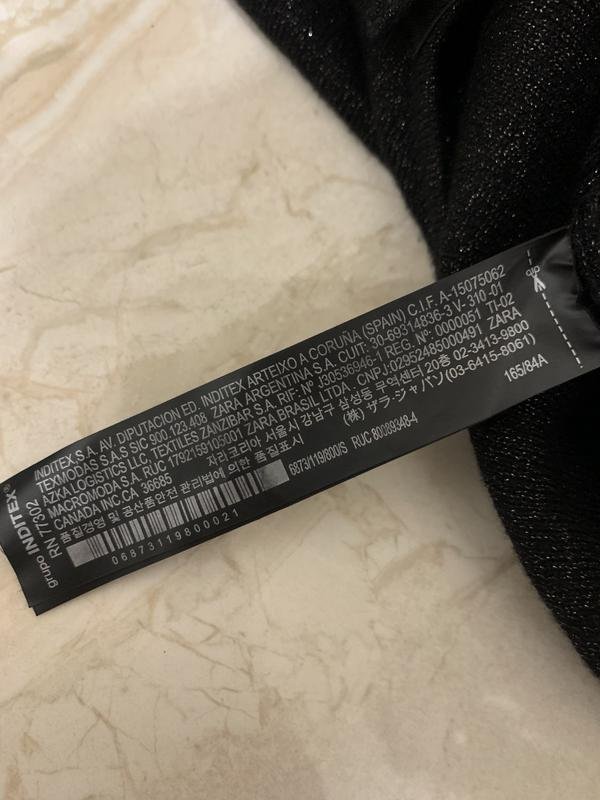 grupo INDITEX®
RN 77302
INDITEX S.A. AV. DIPUTACION ED. INDITEX ARTEIXO A CORUÑA (SPAIN) C.I.F. A-15075062
TEXMODAS S.A.S SIC 900.123.408 ZARA ARGENTINA S.A. CUIT: 30-69314836-3 V- 310 -01
AZKA LOGISTICS LLC, TEXTILES ZANZIBAR S.A. RIF. Nº J30536946-1 REG. Nº: 0000051 TI-02
MACROMODA S.A. RUC 1792159105001 ZARA BRASIL LTDA . CNPJ:02952485000491 ZARA
CANADA INC. CA 36685 자라코리아 서울시 강남구 삼성동 무역센터 20층 02-3413-9800
품질경영 및 공산품안전 관리법에 의한 품질표시 (株) ザラ・ジャパン(03-6415-8061)
6873/119/800/S RUC 80089348-4
165/84A
06873119800021